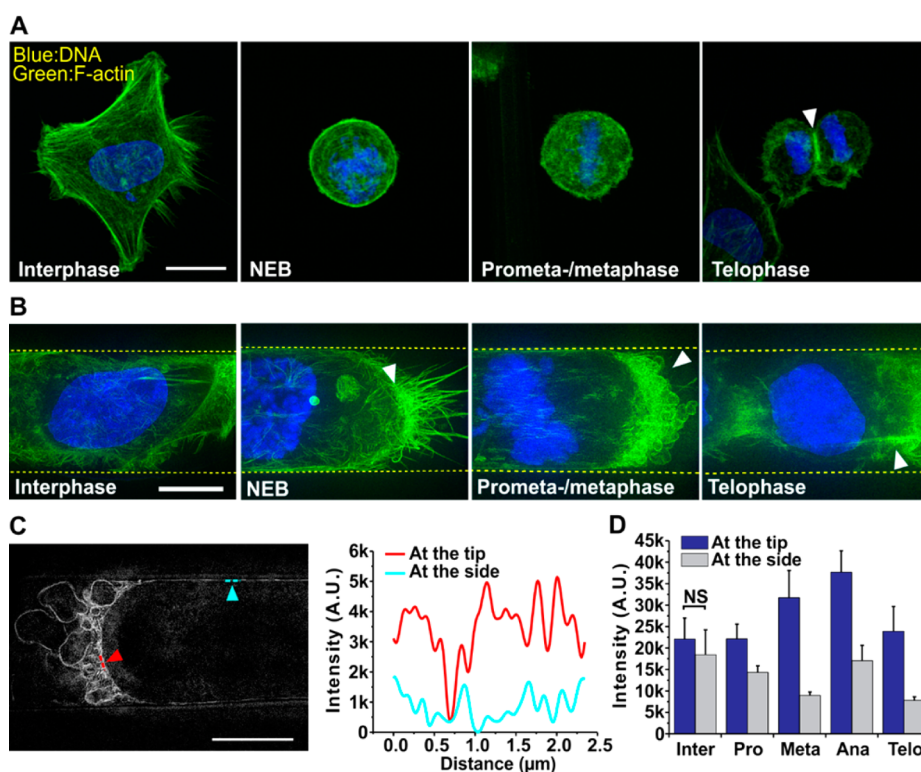 A
Blue:DNA
Green:F-actin
Interphase
NEB
Prometa-/metaphase
Telophase
B
Interphase
NEB
Prometa-/metaphase
Telophase
C
6k
5k
4k
3k
2k
1k
0
At the tip
At the side
Intensity (A.U.)
0.0 0.5 1.0 1.5 2.0 2.5
Distance (μm)
D
45k
40k
35k
30k
25k
20k
15k
10k
5k
At the tip
At the side
NS
Intensity (A.U.)
Inter Pro Meta Ana Telo